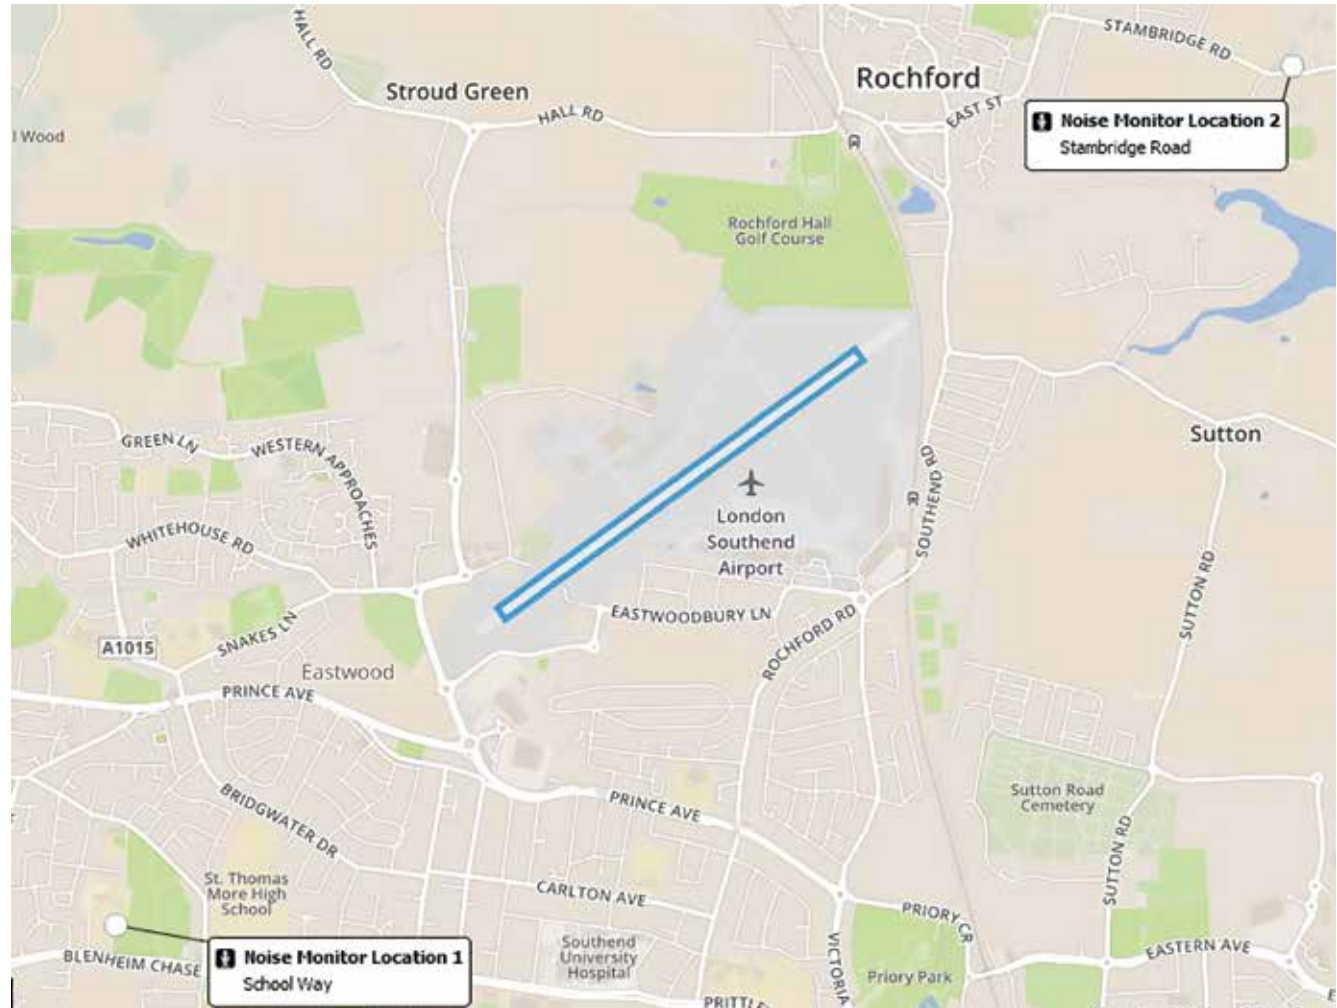 STAMBRIDGE RD
HALL RD
Rochford
Stroud Green
HALL RD
EAST ST
Noise Monitor Location 2
Stambridge Road
l Wood
Rochford Hall
Golf Course
GREEN LN
WESTERN APPROACHES
Sutton
WHITEHOUSE RD
SOUTHEND RD
London
Southend
Airport
SUTTON RD
EASTWOODBURY LN
ROCHFORD RD
SNAKES LN
A1015
Eastwood
PRINCE AVE
Sutton Road
Cemetery
PRINCE AVE
BRIDGWATER DR
SUTTON RD
St. Thomas
More High
School
CARLTON AVE
PRIORY CR
Southend
University
Hospital
VICTORIA
EASTERN AVE
BLENHEIM CHASE
Noise Monitor Location 1
School Way
Priory Park
PRITTLE